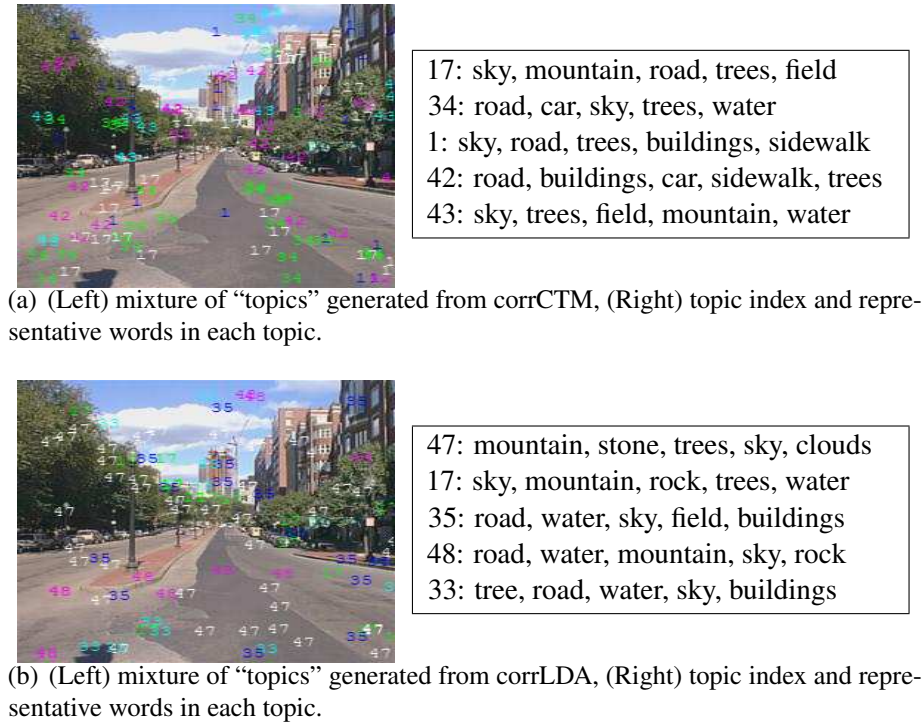 17: sky, mountain, road, trees, field
34: road, car, sky, trees, water
1: sky, road, trees, buildings, sidewalk
42: road, buildings, car, sidewalk, trees
43: sky, trees, field, mountain, water
(a) (Left) mixture of “topics” generated from corrCTM, (Right) topic index and repre-
sentative words in each topic.
47: mountain, stone, trees, sky, clouds
17: sky, mountain, rock, trees, water
35: road, water, sky, field, buildings
48: road, water, mountain, sky, rock
33: tree, road, water, sky, buildings
(b) (Left) mixture of “topics” generated from corrLDA, (Right) topic index and repre-
sentative words in each topic.